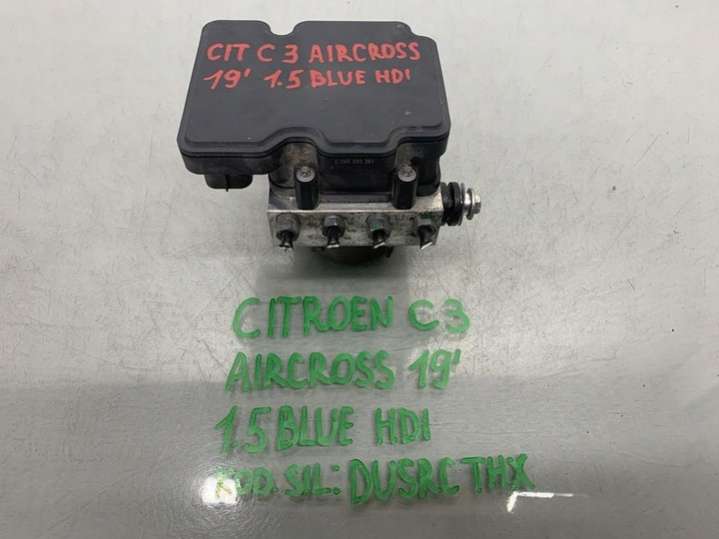 CIT C 3 AIRCROSS
19' 1.5 BLUE HDI
CITROEN C3
AIRCROSS 19'
1.5 BLUE HDI
KOD. SIL: DUSRC THX